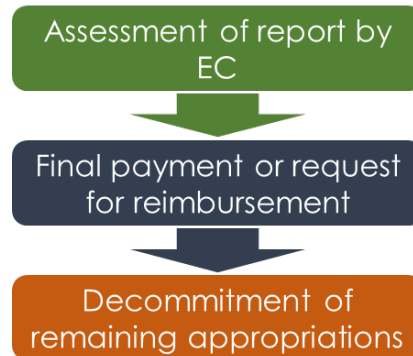 Assessment of report by
EC
Final payment or request
for reimbursement
Decommitment of
remaining appropriations